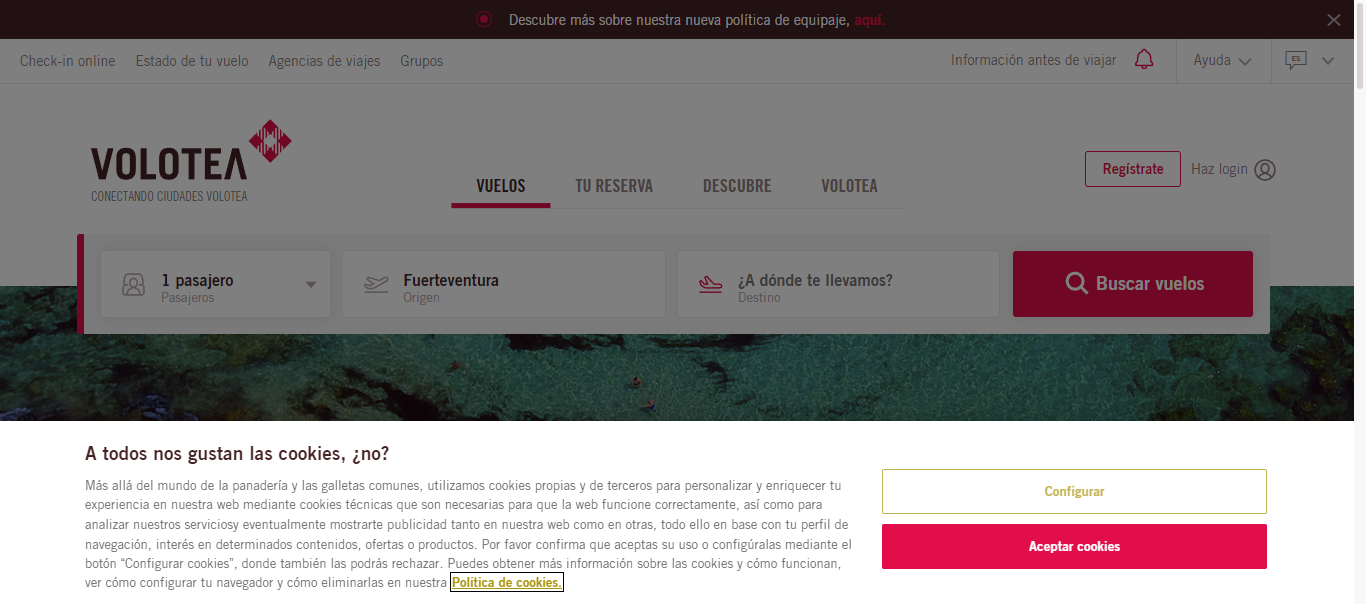 Descubre más sobre nuestra nueva política de equipaje, aquí.
Check-in online Estado de tu vuelo Agencias de viajes Grupos Información antes de viajar Ayuda ES
VOLOTEA
CONECTANDO CIUDADES VOLOTEA
VUELOS TU RESERVA DESCUBRE VOLOTEA
Regístrate Haz login
1 pasajero
Pasajeros
Fuerteventura
Origen
¿A dónde te llevamos?
Destino
Buscar vuelos
A todos nos gustan las cookies, ¿no?
Más allá del mundo de la panadería y las galletas comunes, utilizamos cookies propias y de terceros para personalizar y enriquecer tu
experiencia en nuestra web mediante cookies técnicas que son necesarias para que la web funcione correctamente, así como para
analizar nuestros serviciosy eventualmente mostrarte publicidad tanto en nuestra web como en otras, todo ello en base con tu perfil de
navegación, interés en determinados contenidos, ofertas o productos. Por favor confirma que aceptas su uso o configúralas mediante el
botón “Configurar cookies”, donde también las podrás rechazar. Puedes obtener más información sobre las cookies y cómo funcionan,
ver cómo configurar tu navegador y cómo eliminarlas en nuestra Política de cookies.
Configurar
Aceptar cookies